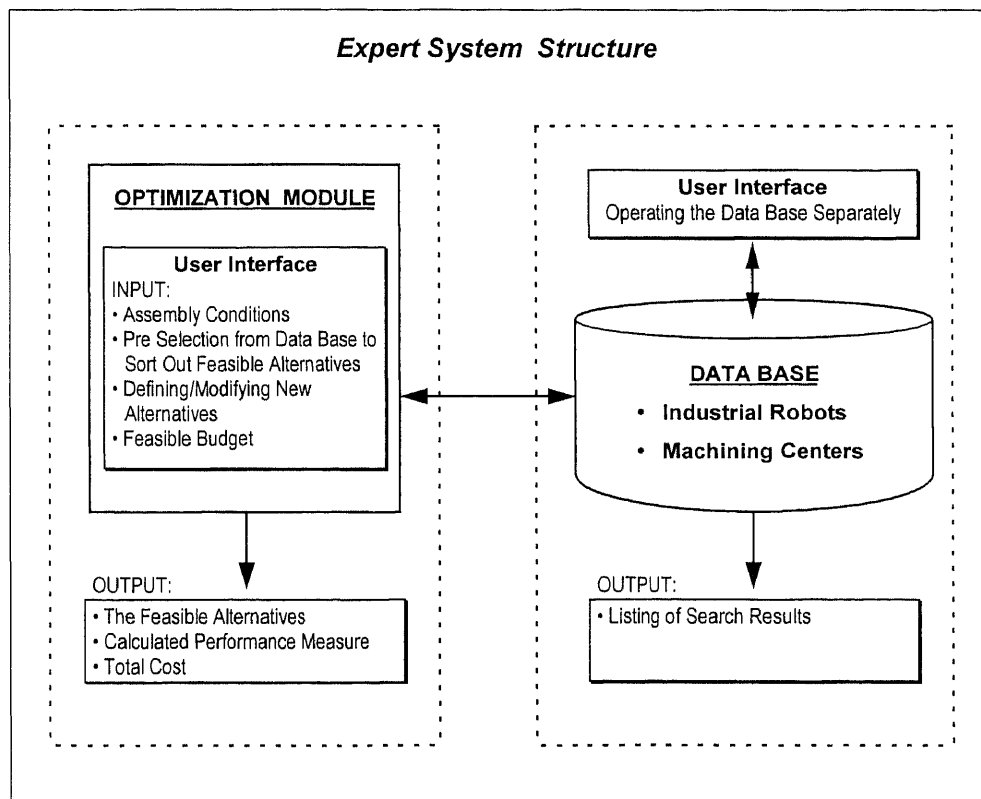 Expert System Structure
OPTIMIZATION MODULE
User Interface
INPUT:
• Assembly Conditions
• Pre Selection from Data Base to
Sort Out Feasible Alternatives
• Defining/Modifying New
Alternatives
• Feasible Budget
OUTPUT:
• The Feasible Alternatives
• Calculated Performance Measure
• Total Cost
User Interface
Operating the Data Base Separately
DATA BASE
• Industrial Robots
• Machining Centers
OUTPUT:
• Listing of Search Results